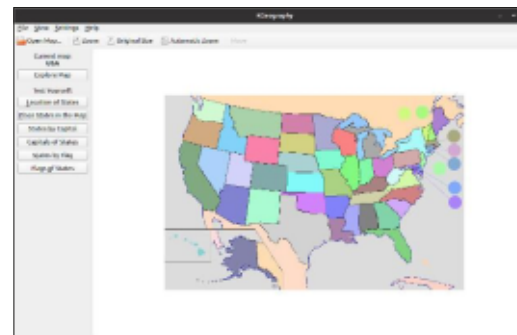 KGeography
File View Settings Help
Open Map... Zoom Original Size Automatic Zoom Move
Current map:
USA
Explore Map
Test Yourself:
Location of States
Place States in the Map
States by Capital
Capitals of States
States by Flag
Flags of States